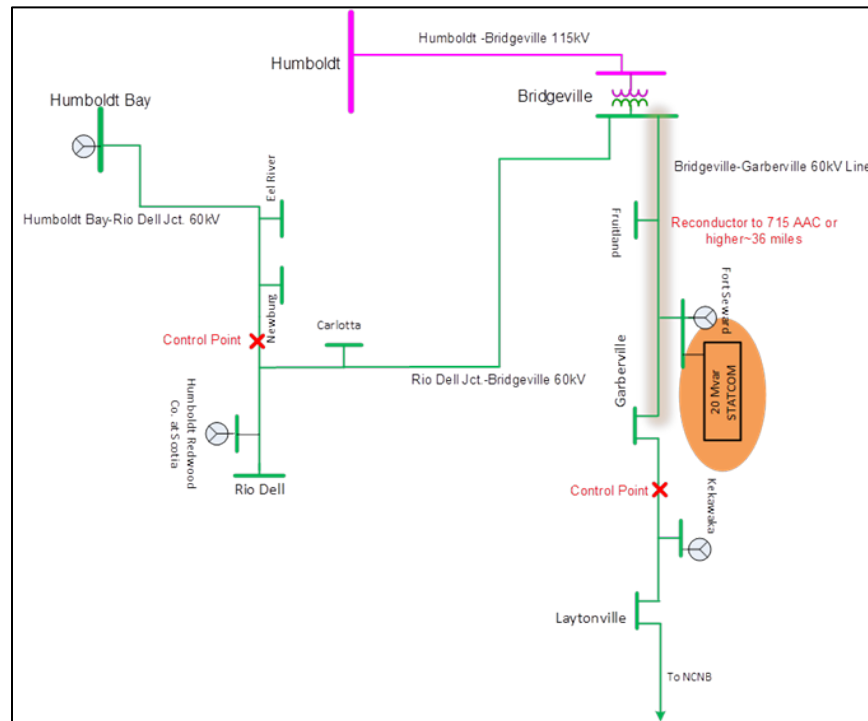 Humboldt -Bridgeville 115kV
Humboldt
Bridgeville
Humboldt Bay
Bridgeville-Garberville 60kV Line
Eel River
Fruitland
Humboldt Bay-Rio Dell Jct. 60kV
Reconductor to 715 AAC or
higher~36 miles
Newburg
Fort Seward
Control Point
Carlotta
Rio Dell Jct.-Bridgeville 60kV
Garberville
20 Mvar
STATCOM
Humboldt Redwood
Co. at Scotia
Rio Dell
Control Point
Kekawaka
Laytonville
To NCNB